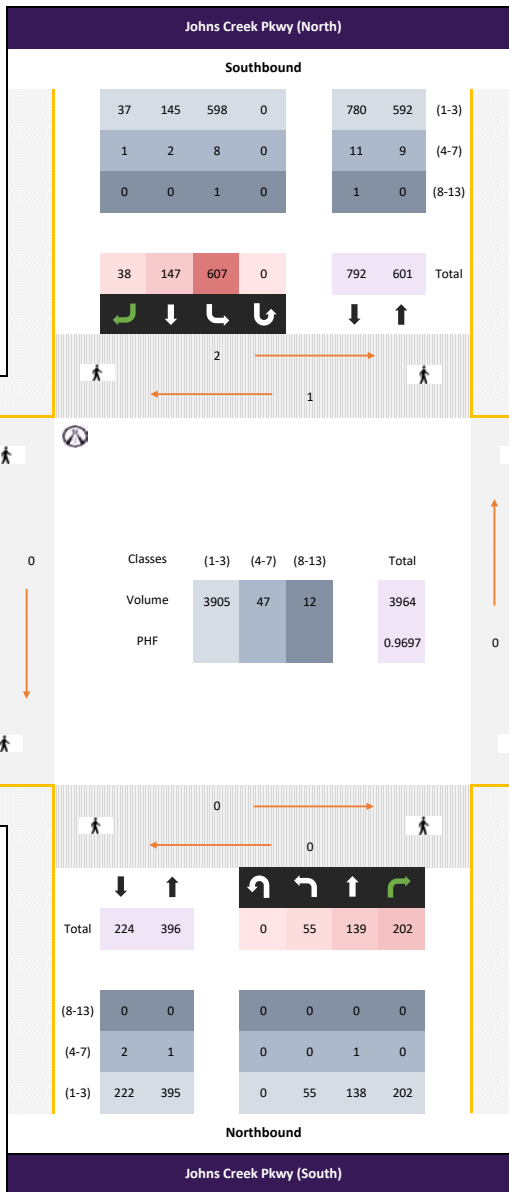 Johns Creek Pkwy (North)
Southbound
37 145 598 0 780 592 (1-3)
1 2 8 0 11 9 (4-7)
0 0 1 0 1 0 (8-13)
38 147 607 0 792 601 Total
2
1
0
Classes (1-3) (4-7) (8-13) Total
Volume 3905 47 12 3964
PHF 0.9697
0
0
0
Total 224 396 0 55 139 202
(8-13) 0 0 0 0 0 0
(4-7) 2 1 0 0 1 0
(1-3) 222 395 0 55 138 202
Northbound
Johns Creek Pkwy (South)